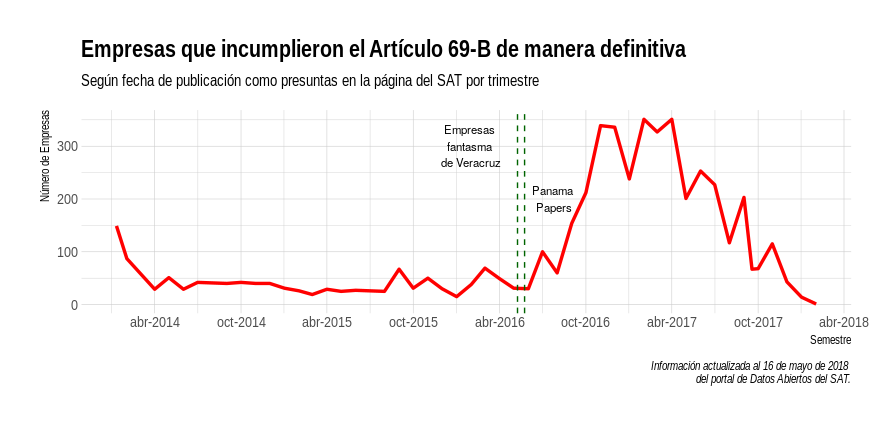 Empresas que incumplieron el Artículo 69-B de manera definitiva
Según fecha de publicación como presuntas en la página del SAT por trimestre
Número de Empresas
300
200
100
0
Empresas
fantasma
de Veracruz
Panama
Papers
abr-2014 oct-2014 abr-2015 oct-2015 abr-2016 oct-2016 abr-2017 oct-2017 abr-2018
Semestre
Información actualizada al 16 de mayo de 2018
del portal de Datos Abiertos del SAT.